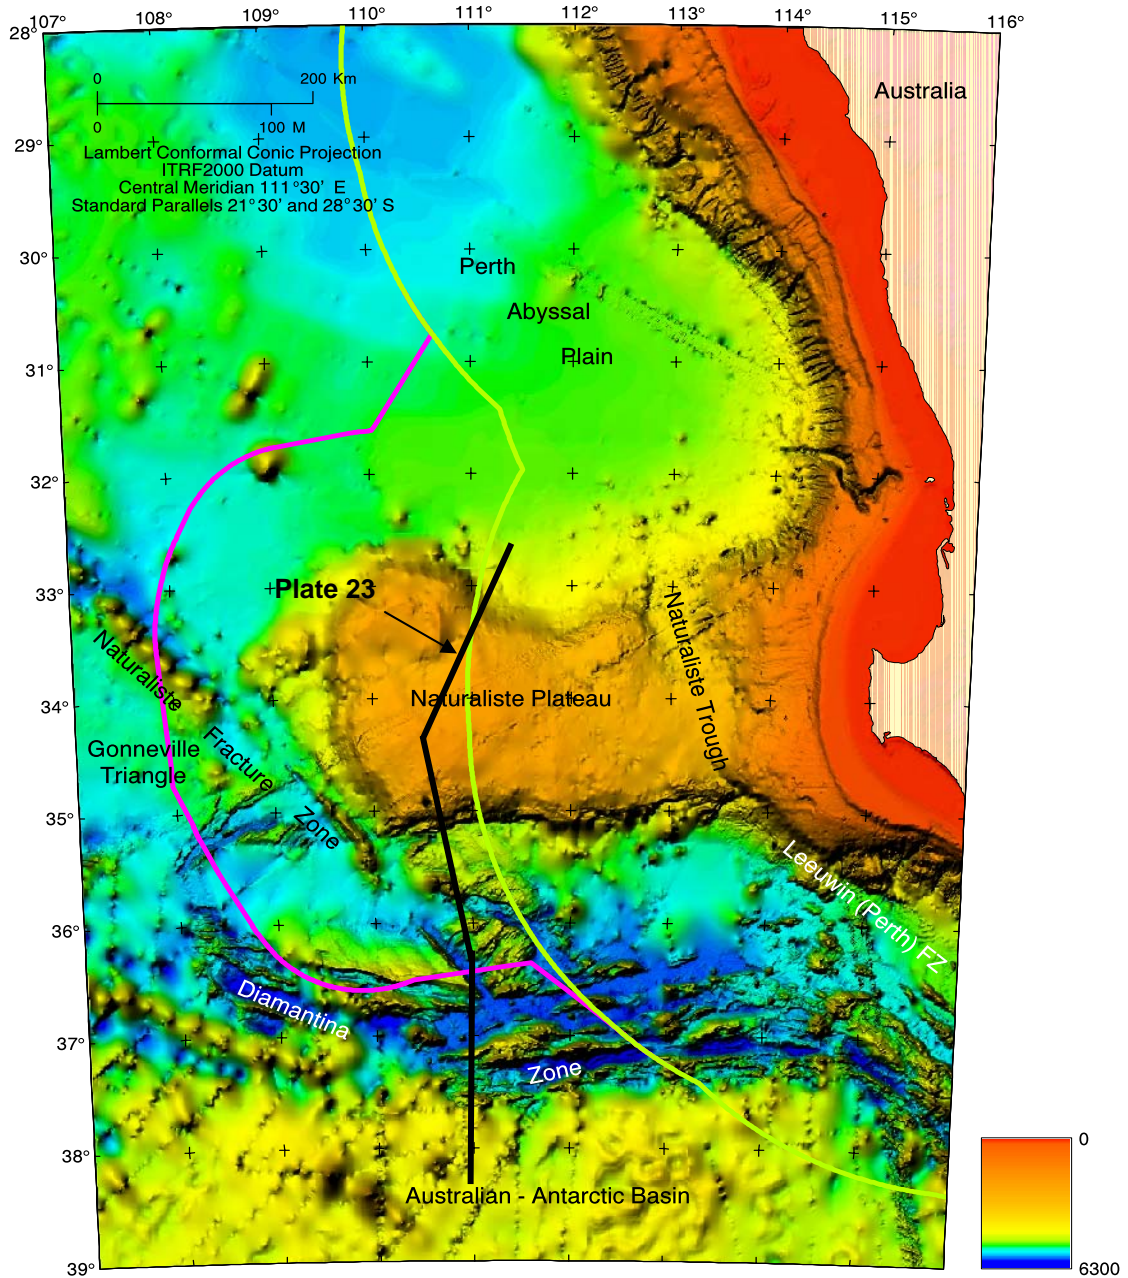 107° 108° 109° 110° 111° 112° 113° 114° 115° 116°
28°
0 200 Km
0 100 M
Lambert Conformal Conic Projection
ITRF2000 Datum
Central Meridian 111°30' E
Standard Parallels 21°30' and 28°30' S
Australia
29°
30°
Perth
Abyssal
Plain
31°
32°
33°
Plate 23
Naturaliste Trough
Naturaliste
Fracture
Zone
Naturaliste Plateau
34°
Gonneville
Triangle
35°
Leeuwin (Perth) FZ
36°
Diamantina
Zone
37°
38°
Australian - Antarctic Basin
39°
0
6300